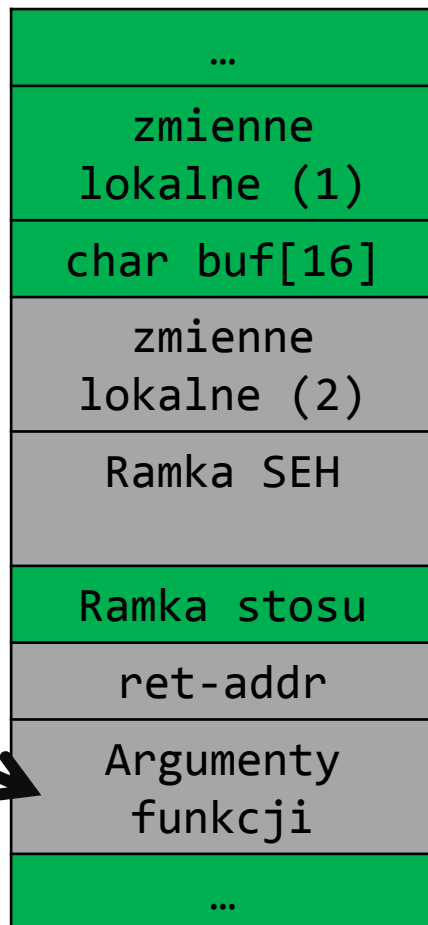 …
zmienne
lokalne (1)
char buf[16]
zmienne
lokalne (2)
Ramka SEH
Ramka stosu
ret-addr
Argumenty
funkcji
…